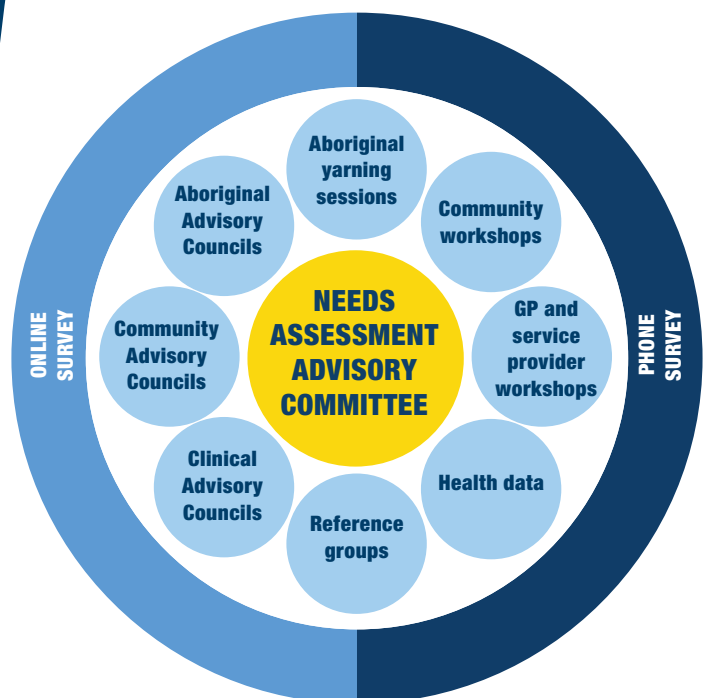 Aboriginal
yarning
sessions
Community
workshops
GP and
service
provider
workshops
Health data
Reference
groups
Clinical
Advisory
Councils
Community
Advisory
Councils
Aboriginal
Advisory
Councils
NEEDS
ASSESSMENT
ADVISORY
COMMITTEE
ONLINE
SURVEY
PHONE
SURVEY